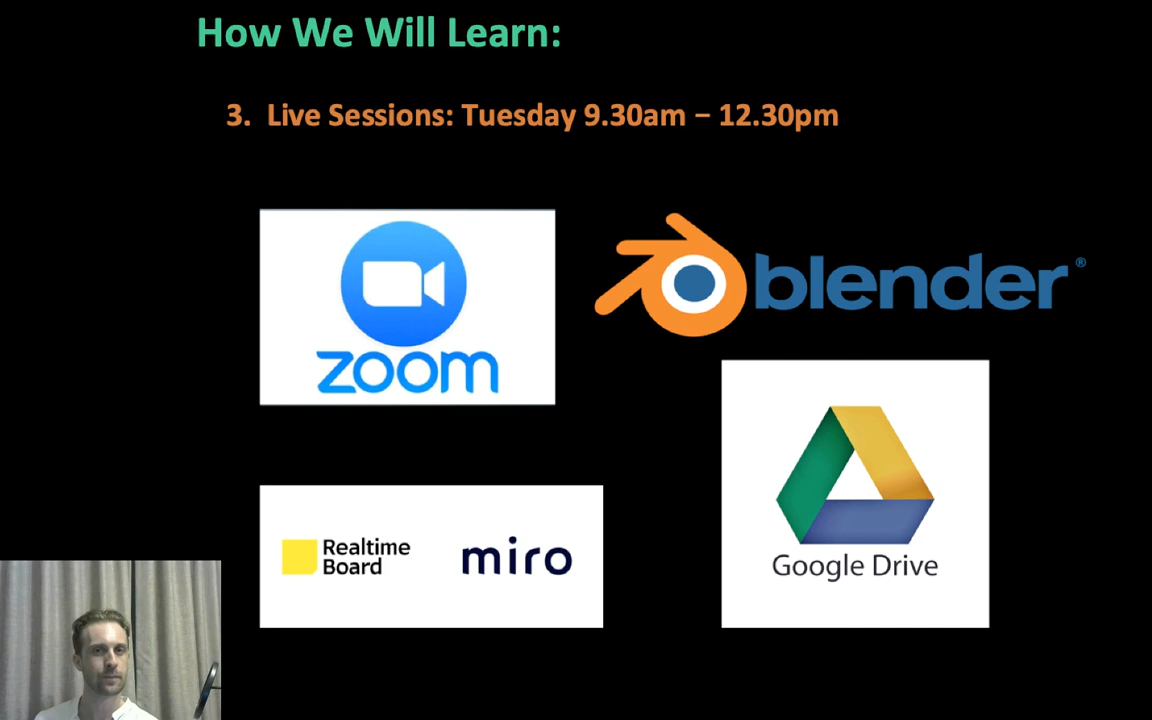 How We Will Learn:
3. Live Sessions: Tuesday 9.30am – 12.30pm
zoom
blender®
Realtime
Board
miro
Google Drive